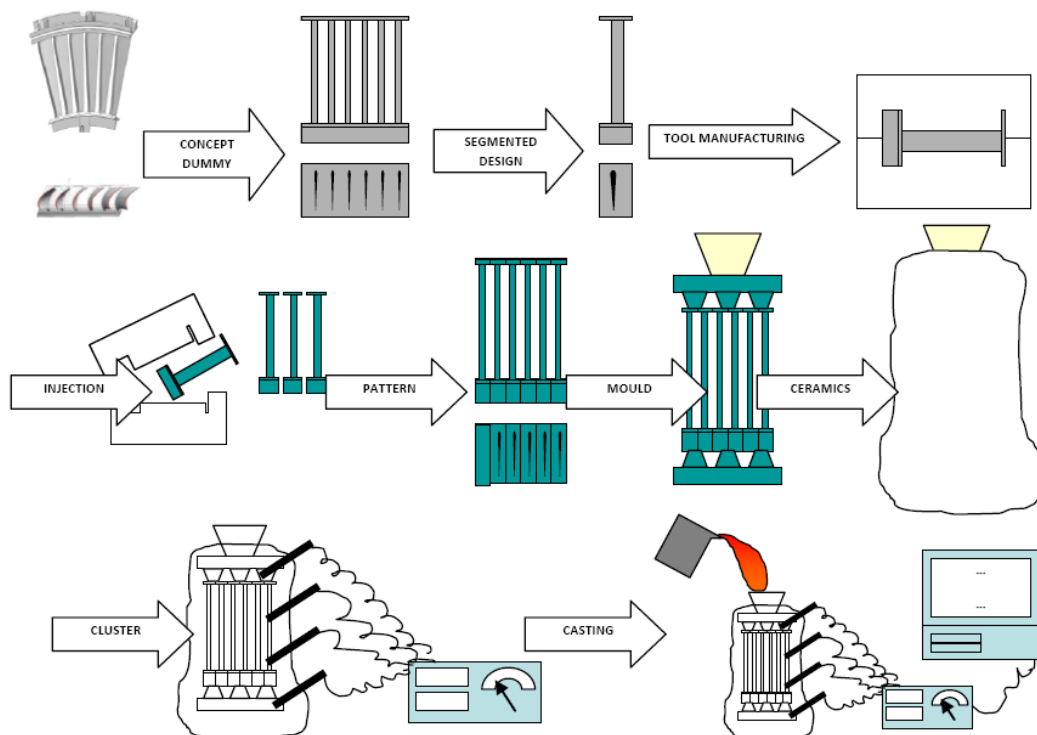 CONCEPT
DUMMY
SEGMENTED
DESIGN
TOOL MANUFACTURING
INJECTION
PATTERN
MOULD
CERAMICS
CLUSTER
CASTING
---
---